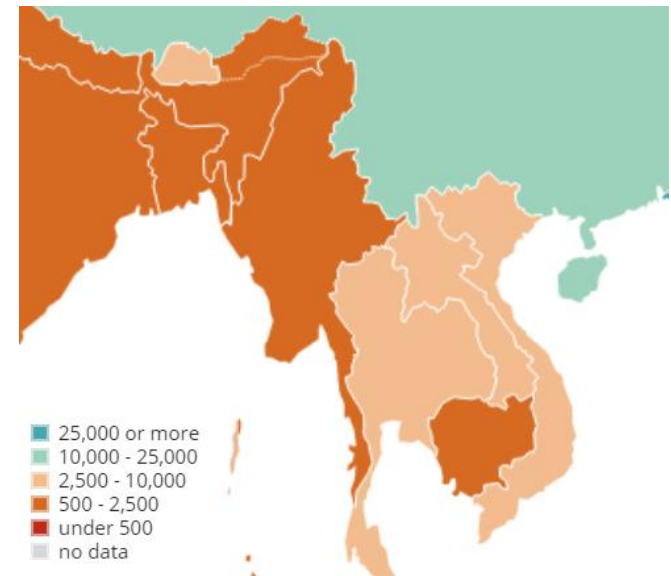 25,000 or more
10,000 - 25,000
2,500 - 10,000
500 - 2,500
under 500
no data